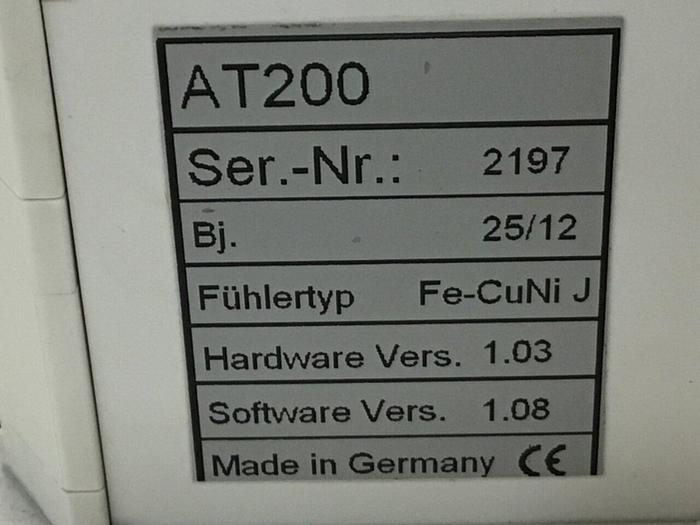 AT200
Ser.-Nr.: 2197
Bj. 25/12
Fühlertyp Fe-CuNi J
Hardware Vers. 1.03
Software Vers. 1.08
Made in Germany CE